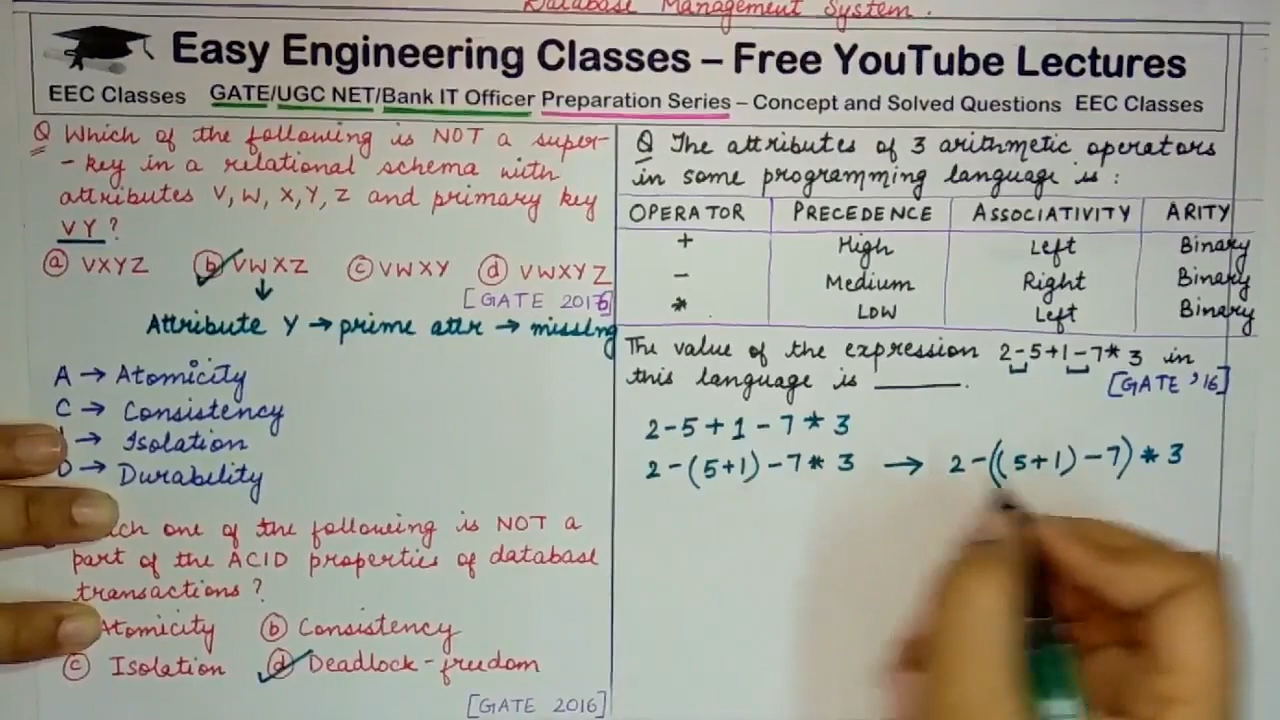 Database Management System.
Easy Engineering Classes – Free YouTube Lectures
EEC Classes GATE/UGC NET/Bank IT Officer Preparation Series – Concept and Solved Questions EEC Classes
Q Which of the following is NOT a super-
-key in a relational schema with
attributes V, W, X, Y, Z and primary key
VY ?
(a) VXYZ (b) VWXZ (c) VWXY (d) VWXYZ
[GATE 2016]
Attribute Y → prime attr → missing
A → Atomicity
C → Consistency
→ Isolation
D → Durability
one of the following is NOT a
part of the ACID properties of database
transactions ?
Atomicity (b) Consistency
(c) Isolation (d) Deadlock-freedom
[GATE 2016]
Q The attributes of 3 arithmetic operators
in some programming language is :
OPERATOR PRECEDENCE ASSOCIATIVITY ARITY
+ High Left Binary
- Medium Right Binary
* LOW Left Binary
The value of the expression 2-5+1-7*3 in
this language is ______.
[GATE '16]
2-5+1-7*3
2-(5+1)-7*3 → 2-((5+1)-7)*3